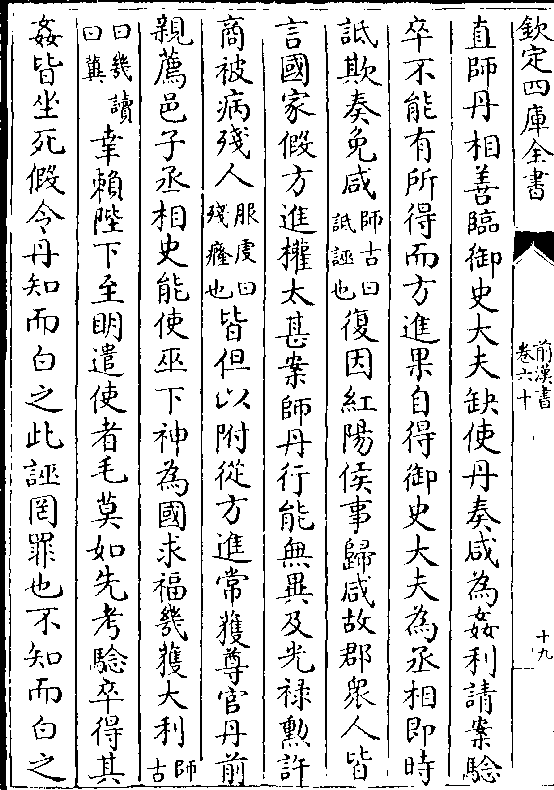 欽定四庫全書
前漢書
卷六十
十九
直師丹相善臨御史大夫缺使丹奏咸為姦利請案驗
卒不能有所得而方進果自得御史大夫為丞相即時
詆欺奏免咸師古曰詆誣也復因紅陽侯事歸咸故郡眾人皆
言國家假方進權太甚案師丹行能無異及光祿勲許
商被病殘人服虔曰殘癃也皆但以附從方進常獲尊官丹前
親薦邑子丞相史能使巫下神為國求福幾獲大利師古
曰幾讀曰冀幸賴陛下至明遣使者毛莫如先考驗卒得其
姦皆坐死假令丹知而白之此誣罔罪也不知而白之